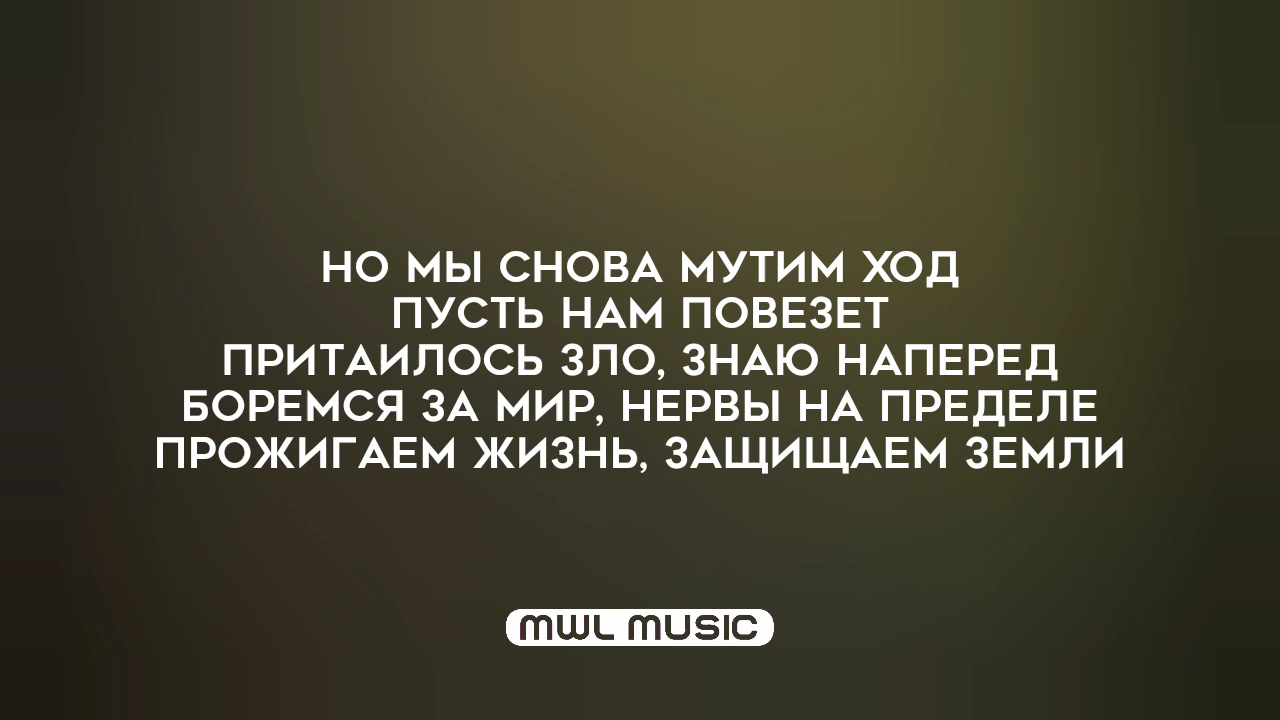 НО МЫ СНОВА МУТИМ ХОД
ПУСТЬ НАМ ПОВЕЗЕТ
ПРИТАИЛОСЬ ЗЛО, ЗНАЮ НАПЕРЕД
БОРЕМСЯ ЗА МИР, НЕРВЫ НА ПРЕДЕЛЕ
ПРОЖИГАЕМ ЖИЗНЬ, ЗАЩИЩАЕМ ЗЕМЛИ
MWL MUSIC